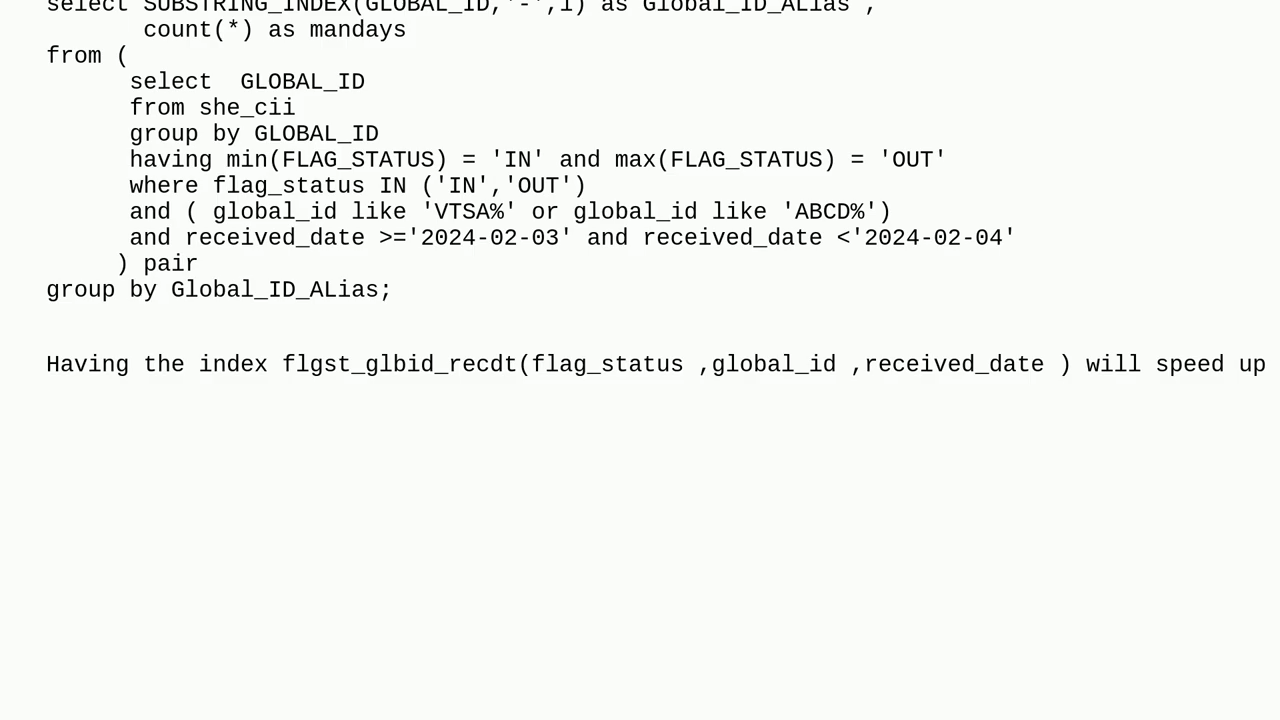 select SUBSTRING_INDEX(GLOBAL_ID,'-',1) as Global_ID_ALias ,
count(*) as mandays
from (
select  GLOBAL_ID
from she_cii
group by GLOBAL_ID
having min(FLAG_STATUS) = 'IN' and max(FLAG_STATUS) = 'OUT'
where flag_status IN ('IN','OUT')
and ( global_id like 'VTSA%' or global_id like 'ABCD%')
and received_date >='2024-02-03' and received_date <'2024-02-04'
) pair
group by Global_ID_ALias;
Having the index flgst_glbid_recdt(flag_status ,global_id ,received_date ) will speed up